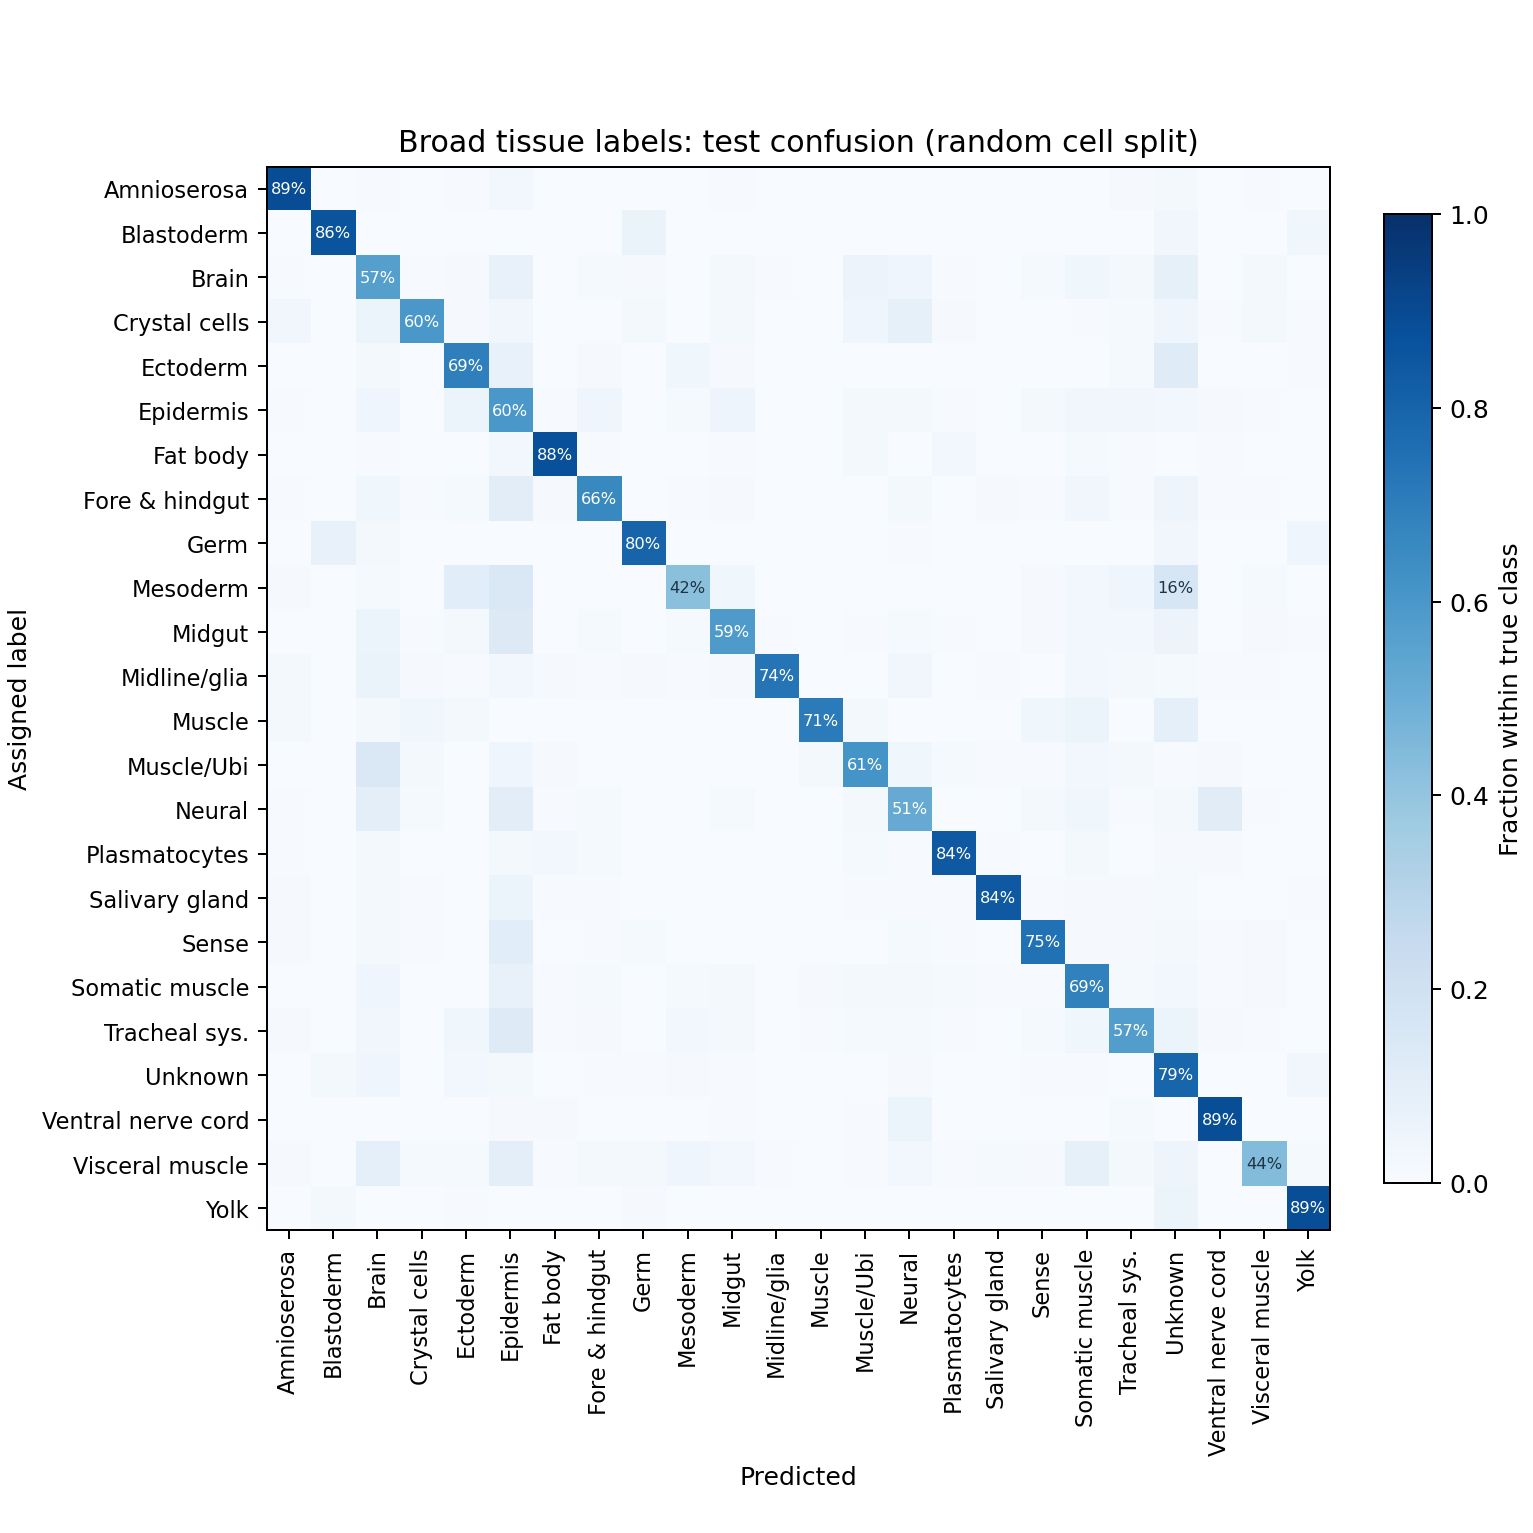 Broad tissue labels: test confusion (random cell split)
Assigned label
Amnioserosa
Blastoderm
Brain
Crystal cells
Ectoderm
Epidermis
Fat body
Fore & hindgut
Germ
Mesoderm
Midgut
Midline/glia
Muscle
Muscle/Ubi
Neural
Plasmatocytes
Salivary gland
Sense
Somatic muscle
Tracheal sys.
Unknown
Ventral nerve cord
Visceral muscle
Yolk
89%
86%
57%
60%
69%
60%
88%
66%
80%
42% 16%
59%
74%
71%
61%
51%
84%
84%
75%
69%
57%
79%
89%
44%
89%
Amnioserosa
Blastoderm
Brain
Crystal cells
Ectoderm
Epidermis
Fat body
Fore & hindgut
Germ
Mesoderm
Midgut
Midline/glia
Muscle
Muscle/Ubi
Neural
Plasmatocytes
Salivary gland
Sense
Somatic muscle
Tracheal sys.
Unknown
Ventral nerve cord
Visceral muscle
Yolk
Predicted
1.0
0.8
0.6
0.4
0.2
0.0
Fraction within true class